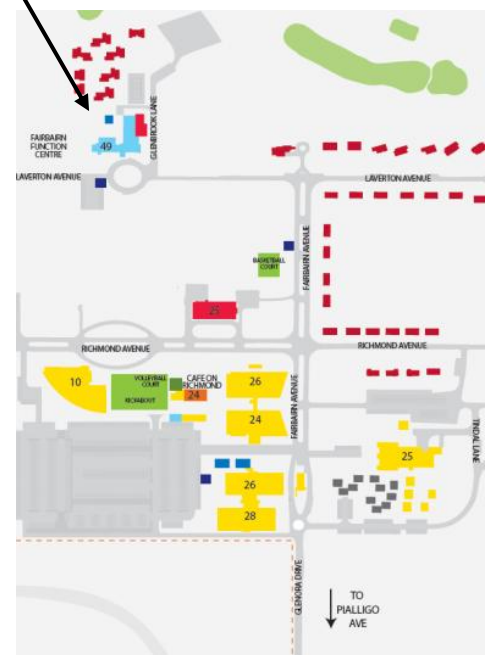 GLENBROOK LANE
49
FAIRBAIRN
FUNCTION
CENTRE
LAVERTON AVENUE
LAVERTON AVENUE
BASKETBALL
COURT
FAIRBAIRN AVENUE
25
RICHMOND AVENUE
RICHMOND AVENUE
10
VOLLEYBALL
COURT
CAFE ON
RICHMOND
24
26
24
FAIRBAIRN AVENUE
TINDAL LANE
25
26
28
GLENORA DRIVE
TO
PIALLIGO
AVE